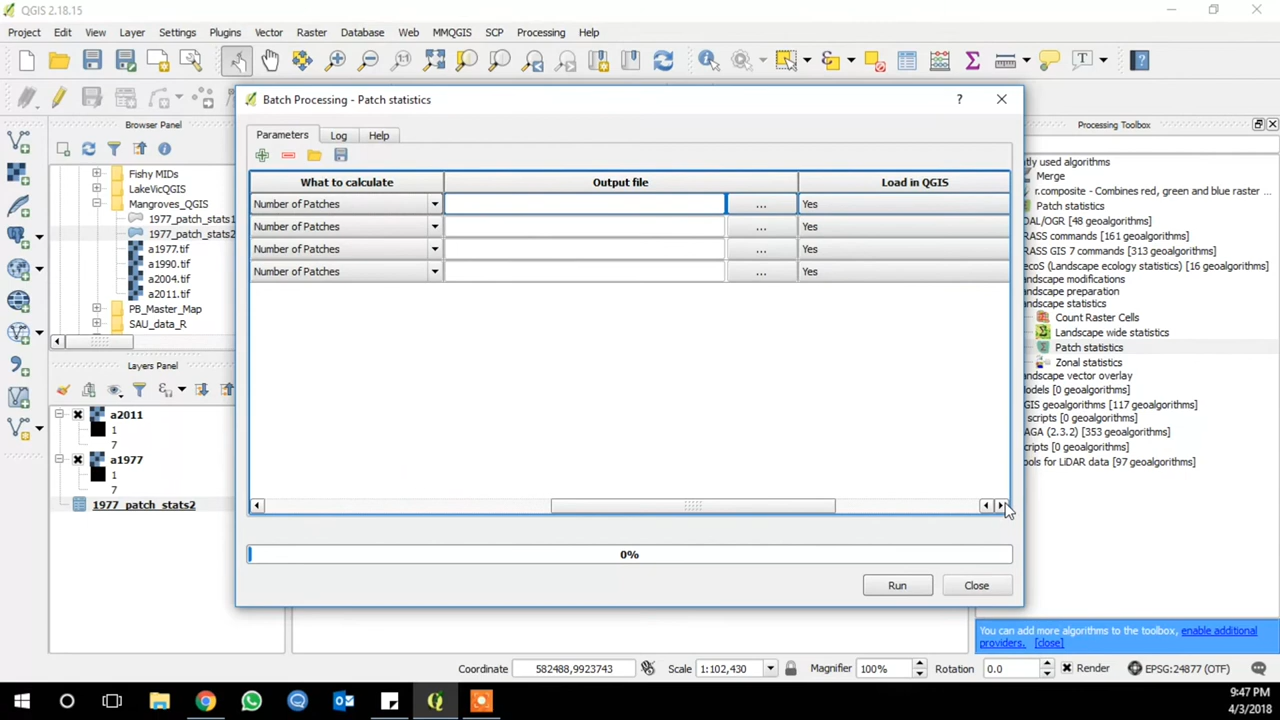 QGIS 2.18.15
Project Edit View Layer Settings Plugins Vector Raster Database Web MMQGIS SCP Processing Help
Browser Panel
Fishy MIDs
LakeVicQGIS
Mangroves_QGIS
1977_patch_stats1
1977_patch_stats2
a1977.tif
a1990.tif
a2004.tif
a2011.tif
PB_Master_Map
SAU_data_R
Layers Panel
a2011
1
7
a1977
1
7
1977_patch_stats2
Batch Processing - Patch statistics
?
Parameters Log Help
What to calculate Output file Load in QGIS
Number of Patches ... Yes
Number of Patches ... Yes
Number of Patches ... Yes
Number of Patches ... Yes
0%
Run Close
Processing Toolbox
tly used algorithms
Merge
r.composite - Combines red, green and blue raster ...
Patch statistics
DAL/OGR [48 geoalgorithms]
RASS commands [161 geoalgorithms]
RASS GIS 7 commands [313 geoalgorithms]
ecoS (Landscape ecology statistics) [16 geoalgorithms]
ndscape modifications
ndscape preparation
ndscape statistics
Count Raster Cells
Landscape wide statistics
Patch statistics
Zonal statistics
andscape vector overlay
odels [0 geoalgorithms]
GIS geoalgorithms [117 geoalgorithms]
scripts [0 geoalgorithms]
AGA (2.3.2) [353 geoalgorithms]
cripts [0 geoalgorithms]
ols for LiDAR data [97 geoalgorithms]
You can add more algorithms to the toolbox, enable additional
providers. [close]
Coordinate 582488,9923743 Scale 1:102,430 Magnifier 100% Rotation 0.0 Render EPSG:24877 (OTF)
9:47 PM
4/3/2018